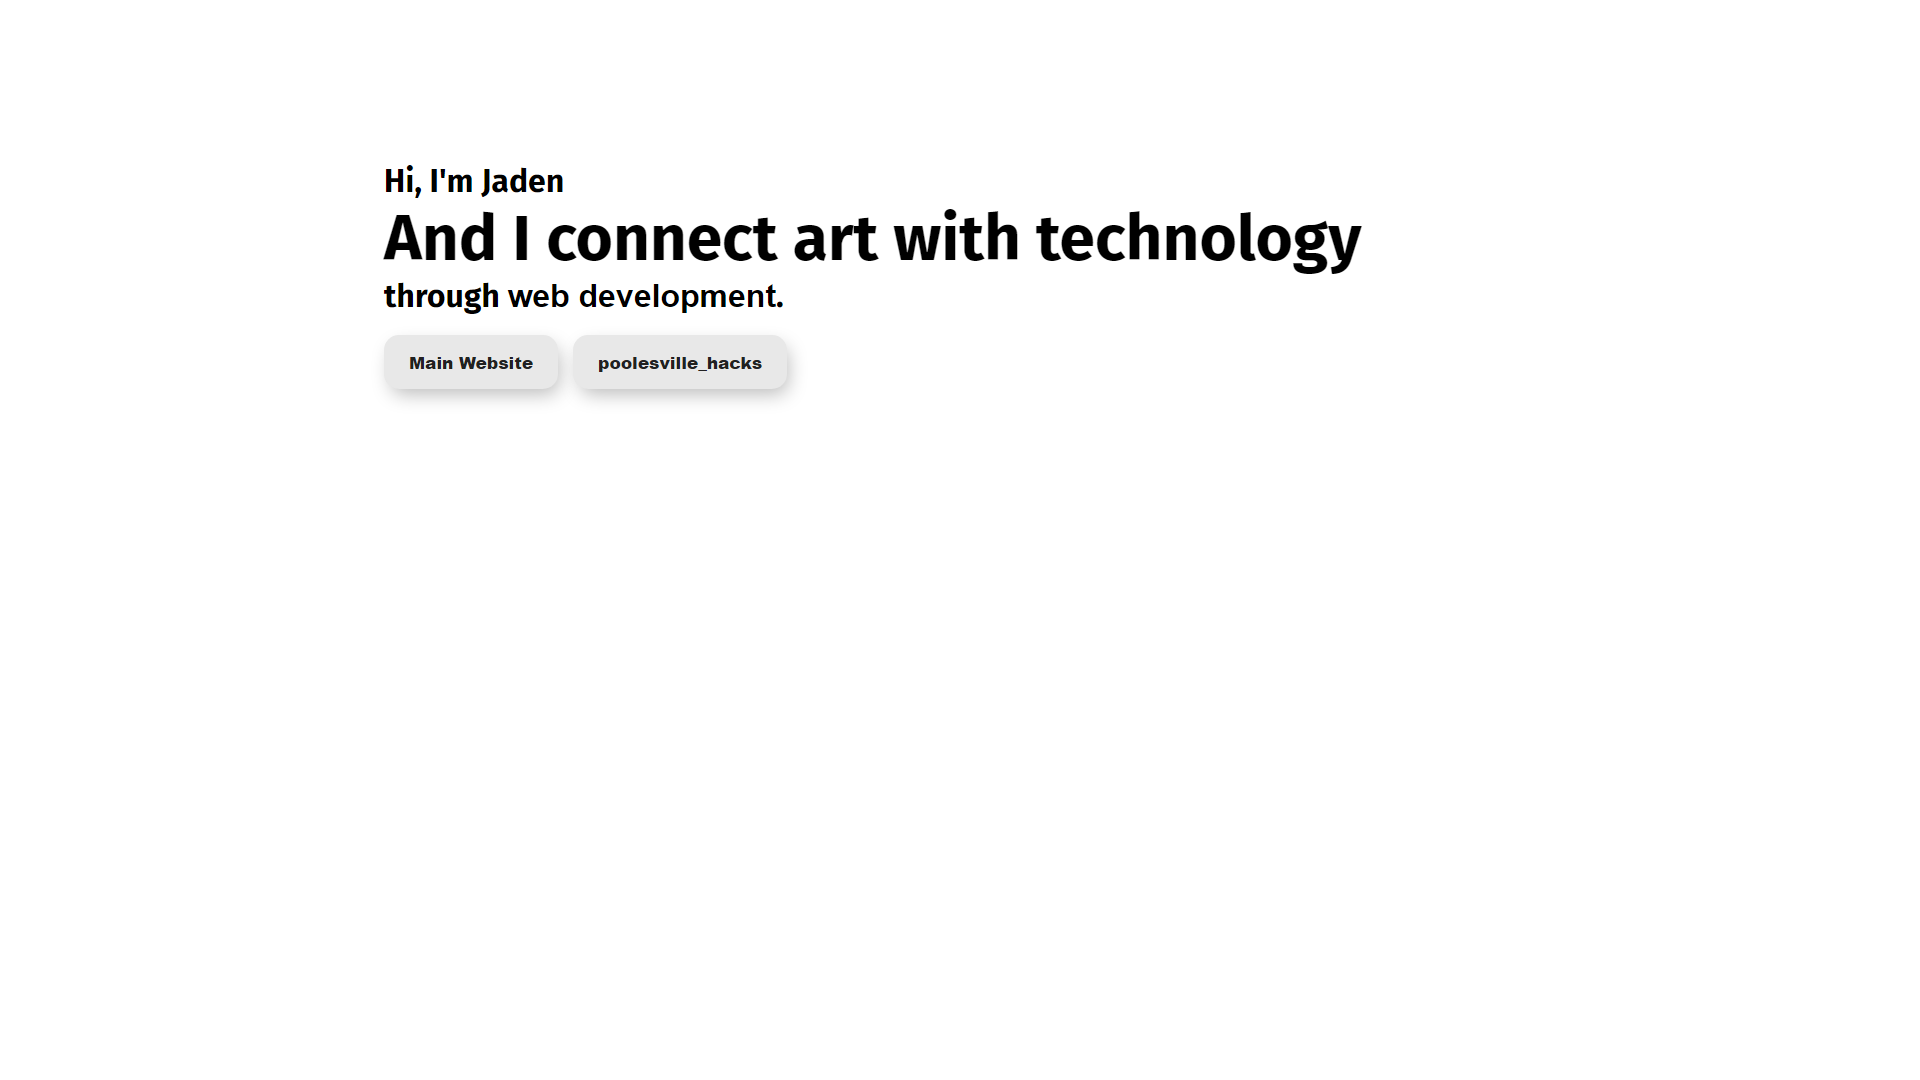 Hi, I'm Jaden
And I connect art with technology
through web development.
Main Website
poolesville_hacks